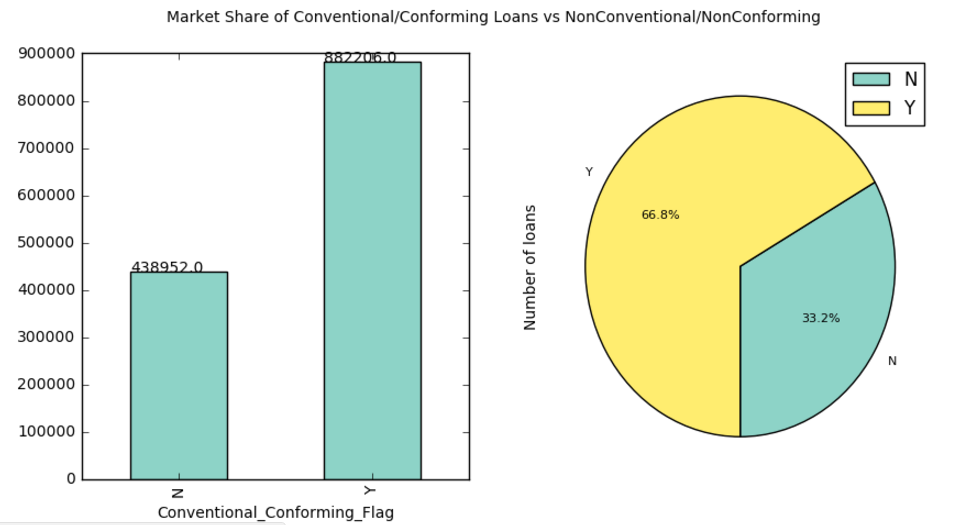 Market Share of Conventional/Conforming Loans vs NonConventional/NonConforming
900000
800000
700000
600000
500000
400000
300000
200000
100000
0
438952.0
882206.0
N
Y
Conventional_Conforming_Flag
Number of loans
Y
66.8%
33.2%
N
N
Y